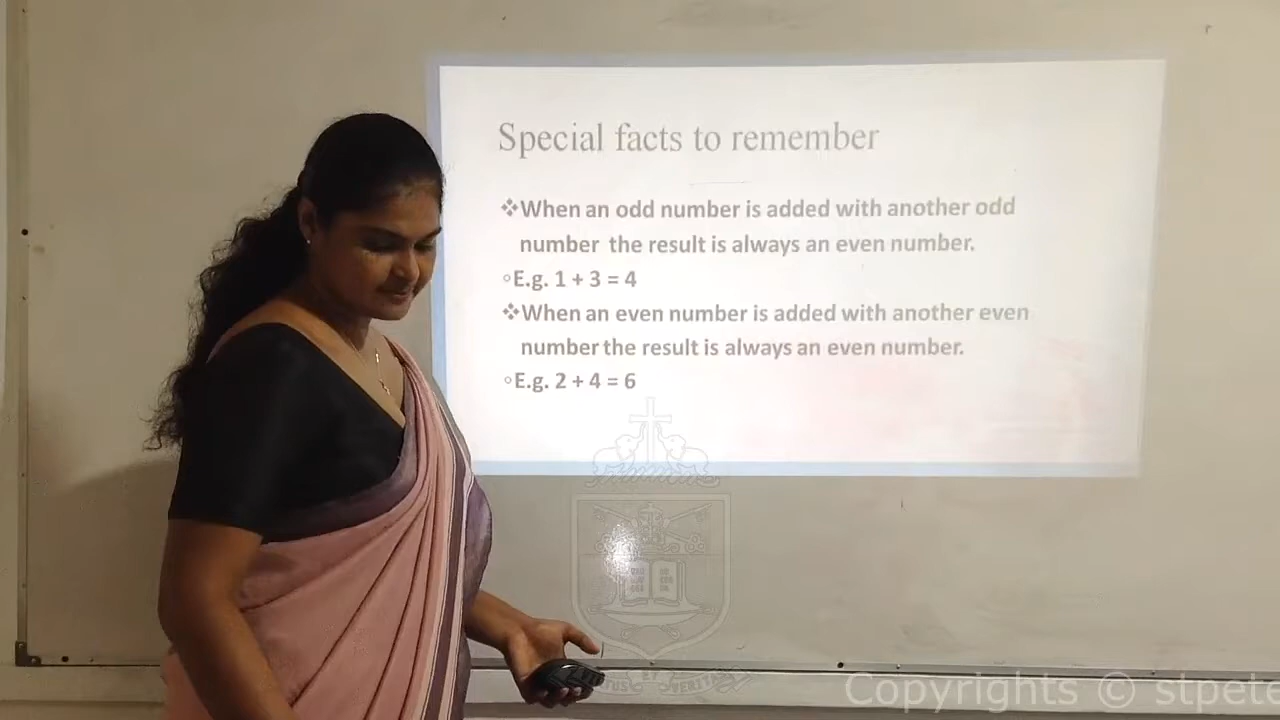 Special facts to remember
❖When an odd number is added with another odd
number the result is always an even number.
◦E.g. 1 + 3 = 4
❖When an even number is added with another even
number the result is always an even number.
◦E.g. 2 + 4 = 6
Copyrights © stpete